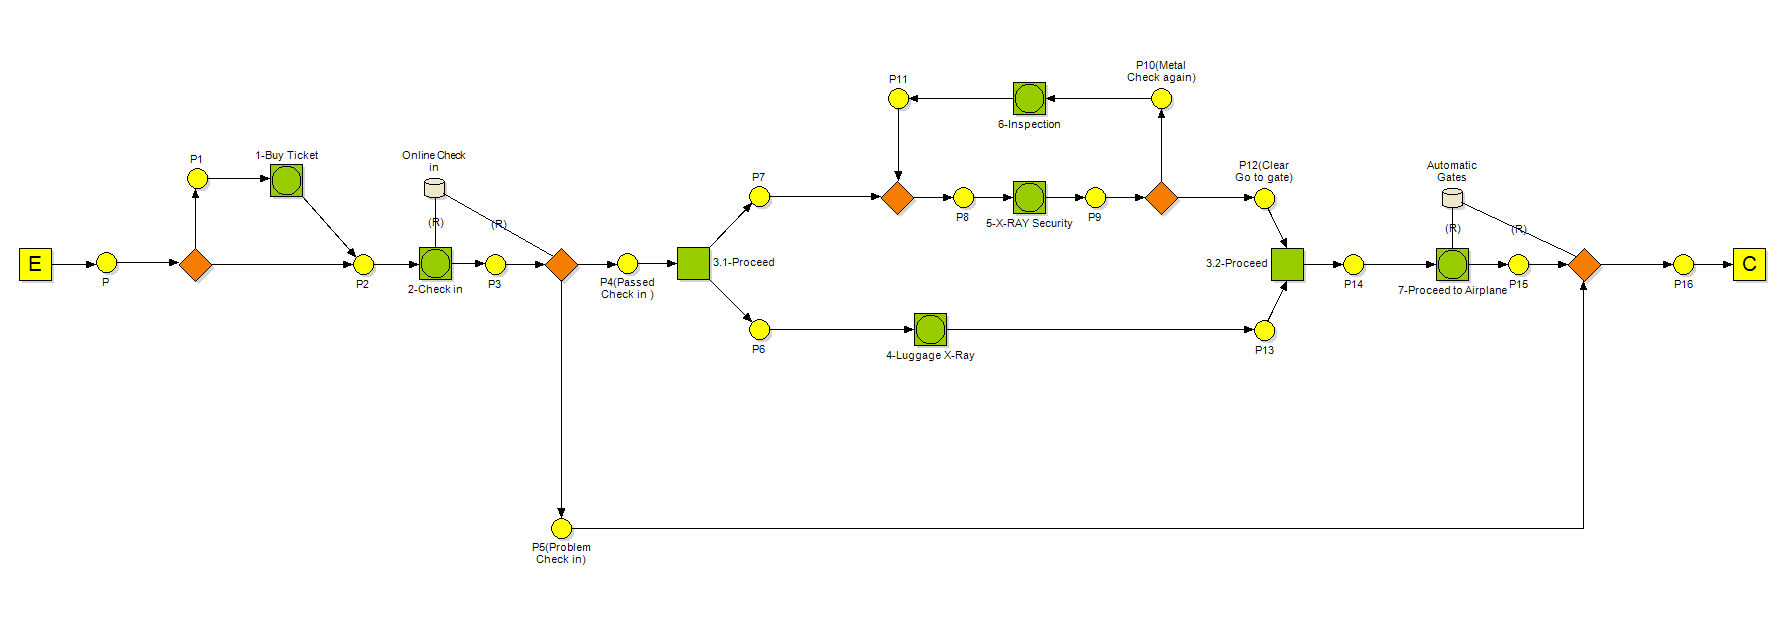 P10(Metal
Check again)
P11
6-Inspection
1-Buy Ticket
Online Check
in
P1
P12(Clear
Go to gate)
Automatic
Gates
P7
(R)
(R)
P8
5-X-RAY Security
P9
(R)
(R)
E
3.1-Proceed
3.2-Proceed
C
P
P2
2-Check in
P3
P4(Passed
Check in )
P14
7-Proceed to Airplane
P15
P16
P6
4-Luggage X-Ray
P13
P5(Problem
Check in)